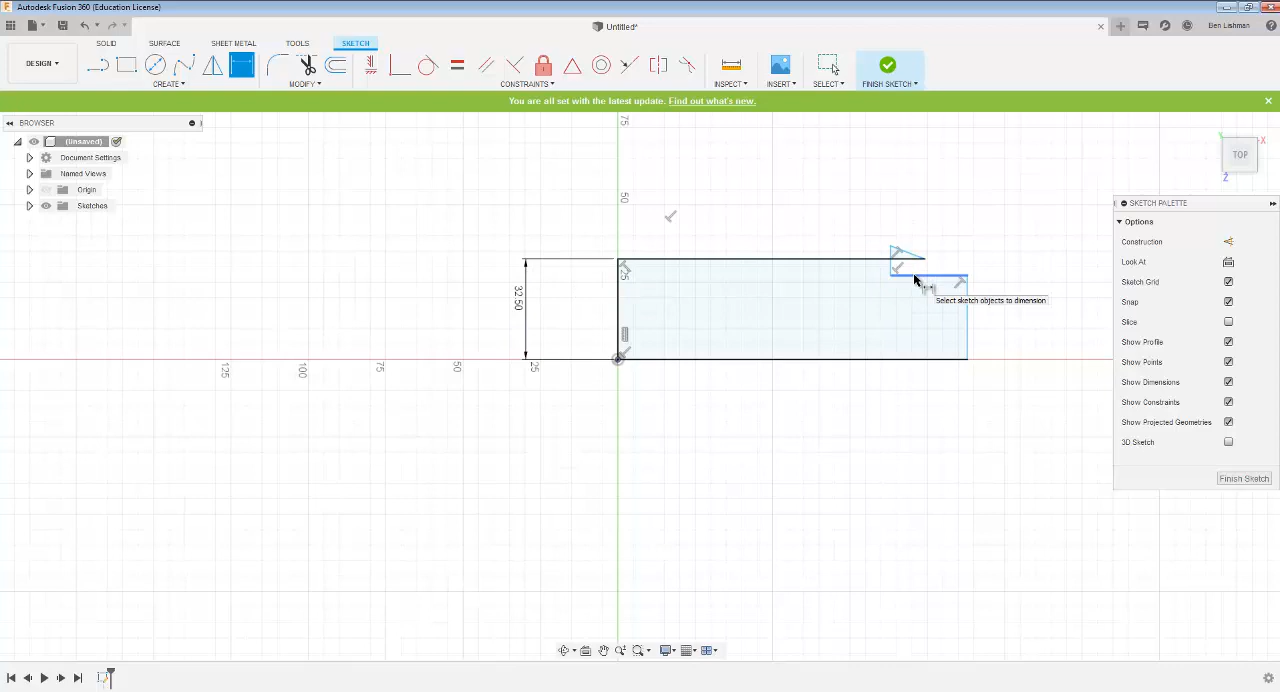 Autodesk Fusion 360 (Education License)
Untitled*
Ben Lishman
SOLID SURFACE SHEET METAL TOOLS SKETCH
DESIGN
CREATE MODIFY CONSTRAINTS INSPECT INSERT SELECT FINISH SKETCH
You are all set with the latest update. Find out what's new.
BROWSER
(Unsaved)
Document Settings
Named Views
Origin
Sketches
75
50
25
32.50
125 100 75 50 25
Select sketch objects to dimension
TOP
X
Z
SKETCH PALETTE
Options
Construction
Look At
Sketch Grid
Snap
Slice
Show Profile
Show Points
Show Dimensions
Show Constraints
Show Projected Geometries
3D Sketch
Finish Sketch